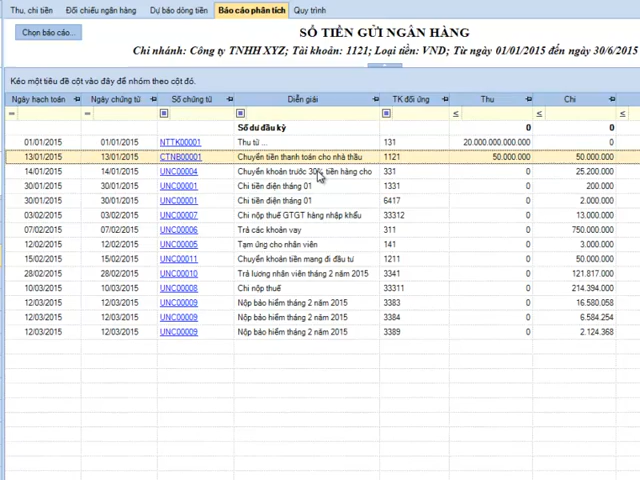 Thu, chi tiền Đối chiếu ngân hàng Dự báo dòng tiền Báo cáo phân tích Quy trình
Chọn báo cáo...
SỔ TIỀN GỬI NGÂN HÀNG
Chi nhánh: Công ty TNHH XYZ; Tài khoản: 1121; Loại tiền: VND; Từ ngày 01/01/2015 đến ngày 30/6/2015
Kéo một tiêu đề cột vào đây để nhóm theo cột đó.
Ngày hạch toán Ngày chứng từ Số chứng từ Diễn giải TK đối ứng Thu Chi
= = ≤ ≤ ≤
Số dư đầu kỳ 0 0
01/01/2015 01/01/2015 NTTK00001 Thu từ ... 131 20.000.000.000.000 0
13/01/2015 13/01/2015 CTNB00001 Chuyển tiền thanh toán cho nhà thầu 1121 50.000.000 50.000.000
14/01/2015 14/01/2015 UNC00004 Chuyển khoản trước 30% tiền hàng cho 331 0 25.200.000
30/01/2015 30/01/2015 UNC00001 Chi tiền điện tháng 01 1331 0 200.000
30/01/2015 30/01/2015 UNC00001 Chi tiền điện tháng 01 6417 0 2.000.000
03/02/2015 03/02/2015 UNC00007 Chi nộp thuế GTGT hàng nhập khẩu 33312 0 13.000.000
07/02/2015 07/02/2015 UNC00006 Trả các khoản vay 311 0 750.000.000
12/02/2015 12/02/2015 UNC00005 Tạm ứng cho nhân viên 141 0 3.000.000
15/02/2015 15/02/2015 UNC00011 Chuyển khoản tiền mang đi đầu tư 1211 0 50.000.000
28/02/2015 28/02/2015 UNC00010 Trả lương nhân viên tháng 2 năm 2015 3341 0 121.817.000
10/03/2015 10/03/2015 UNC00008 Chi nộp thuế 33311 0 214.394.000
12/03/2015 12/03/2015 UNC00009 Nộp bảo hiểm tháng 2 năm 2015 3383 0 16.580.058
12/03/2015 12/03/2015 UNC00009 Nộp bảo hiểm tháng 2 năm 2015 3384 0 6.584.254
12/03/2015 12/03/2015 UNC00009 Nộp bảo hiểm tháng 2 năm 2015 3389 0 2.124.368